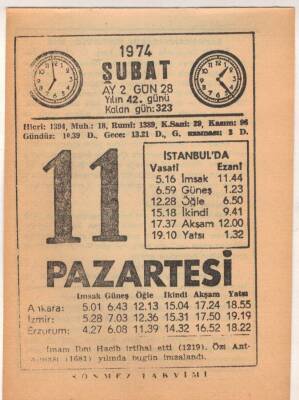 1974
ŞUBAT
AY 2 GÜN 28
Yılın 42. günü
Kalan gün:323
Hicri: 1394, Muh.: 18, Rumi: 1389, K.Sani: 29, Kasım: 96
Gündüz: 10.39 D., Gece: 13.21 D., G. uzaması: 2 D.
11
İSTANBUL'DA
Vasati Ezani
5.16 İmsak 11.44
6.59 Güneş 1.23
12.28 Öğle 6.50
15.18 İkindi 9.41
17.37 Akşam 12.00
19.10 Yatsı 1.32
PAZARTESİ
İmsak Güneş Öğle İkindi Akşam Yatsı
Ankara: 5.01 6.43 12.13 15.04 17.24 18.55
İzmir: 5.28 7.03 12.36 15.31 17.50 19.19
Erzurum: 4.27 6.08 11.39 14.32 16.52 18.22
İmam İbni Hacib irtihal etti (1219). Özi Ant-
(1681) yılında bugün imzalandı.
SÖNMEZ TAKVİMİ